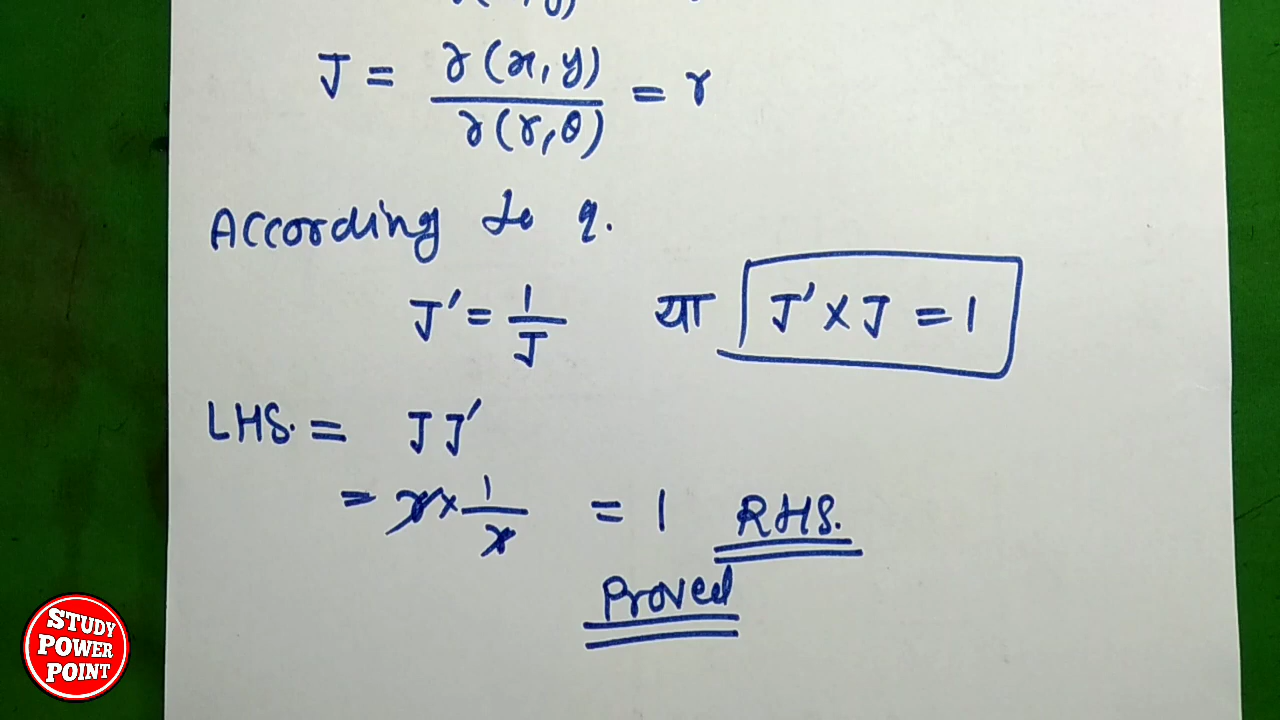 J = ∂(x,y)/∂(r,θ) = r
According to q.
J' = 1/J या J' x J = 1
LHS. = J J'
= r x 1/r = 1 RHS.
Proved
STUDY
POWER
POINT